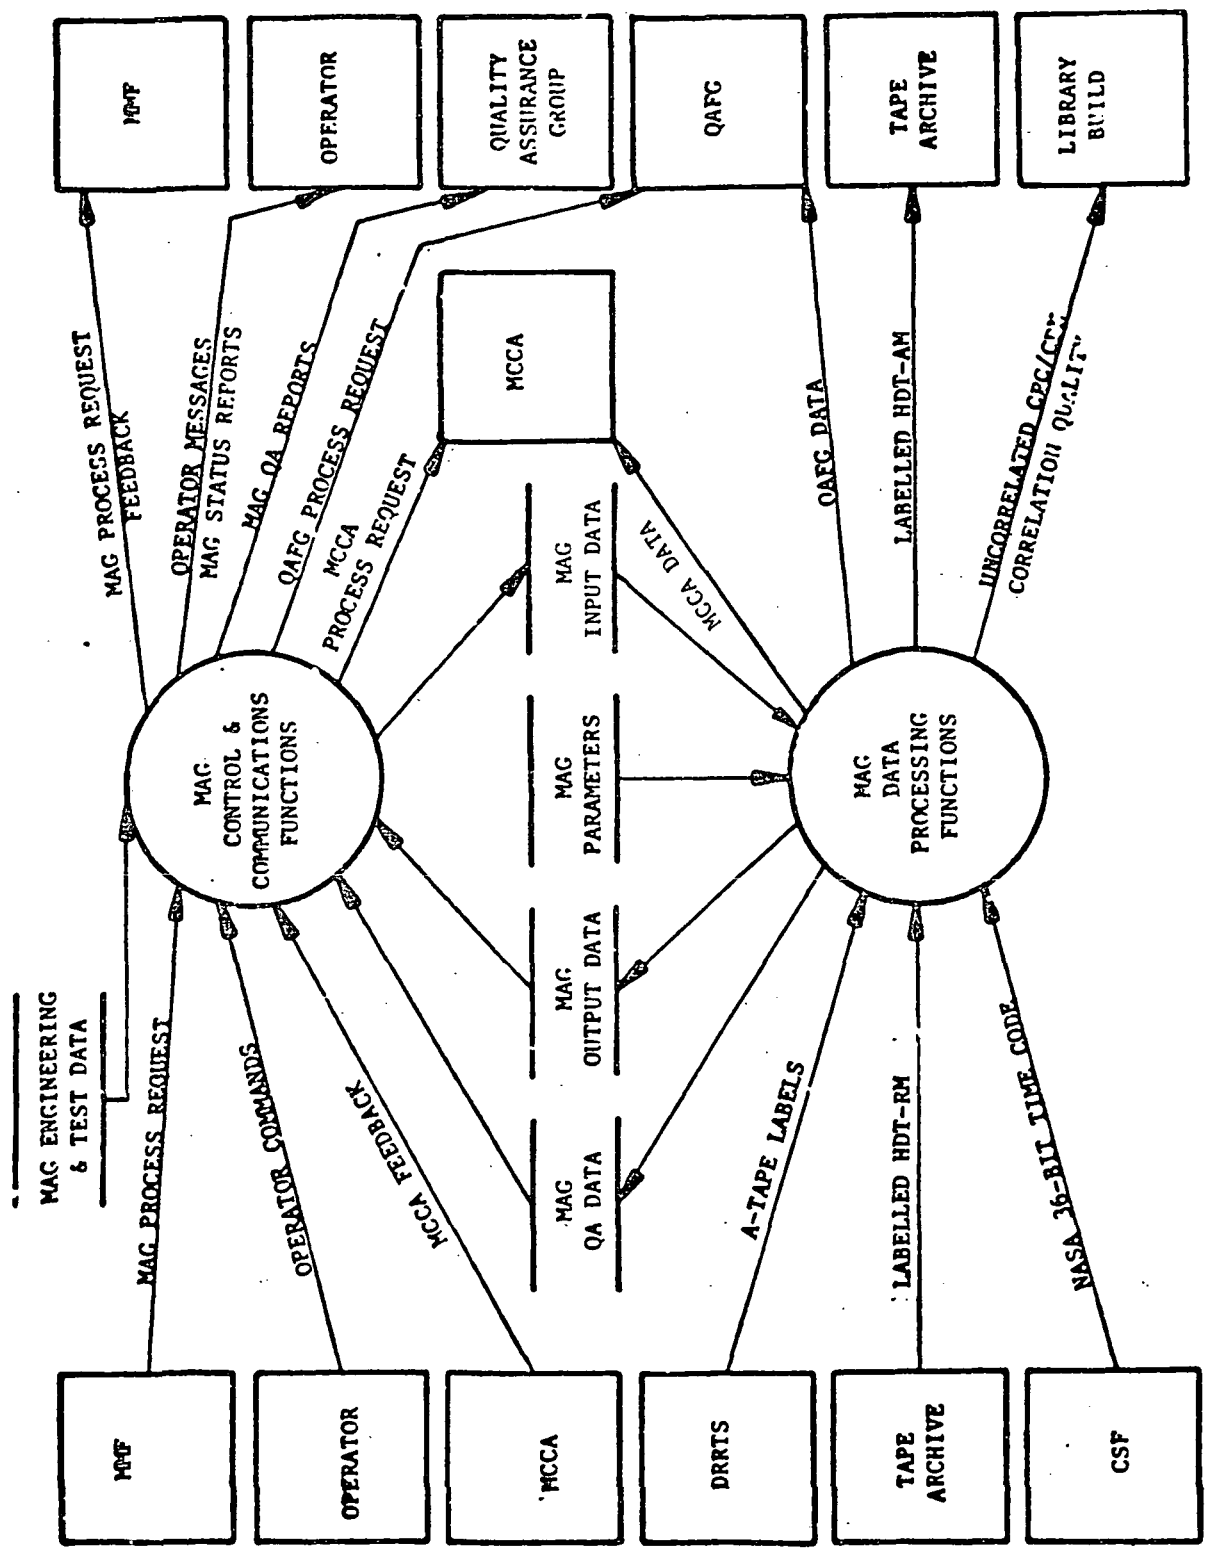 MAG ENGINEERING
& TEST DATA
MMF
OPERATOR
MCCA
DRRTS
TAPE
ARCHIVE
CSF
MAG PROCESS REQUEST
OPERATOR COMMANDS
MCCA FEEDBACK
A-TAPE LABELS
LABELLED HDT-RM
NASA 36-BIT TIME CODE
MAG
CONTROL &
COMMUNICATIONS
FUNCTIONS
MAG
QA DATA
MAG
OUTPUT DATA
MAG
PARAMETERS
MAG
INPUT DATA
MAG
DATA
PROCESSING
FUNCTIONS
MAG PROCESS REQUEST
FEEDBACK
OPERATOR MESSAGES
MAG STATUS REPORTS
MAG QA REPORTS
QAFG PROCESS REQUEST
MCCA
PROCESS REQUEST
MCCA DATA
QAFG DATA
LABELLED HDT-AM
UNCORRELATED CPC/
CORRELATION QUALITY
MCCA
MMF
OPERATOR
QUALITY
ASSURANCE
GROUP
QAFG
TAPE
ARCHIVE
LIBRARY
BUILD